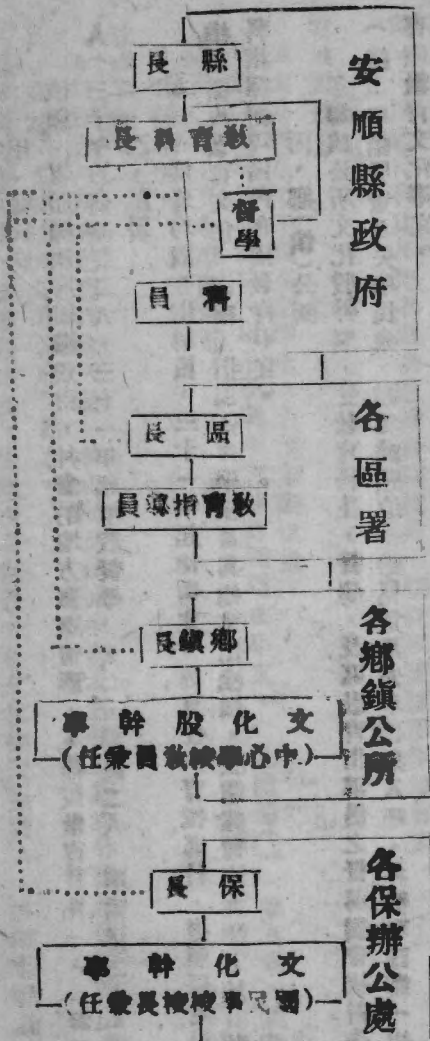 安順縣政府
縣長
教育科長
督學
科員
各區署
區長
教育指導員
各鄉鎮公所
鄉鎮長
文化股幹事
(中心學校教員兼任)
各保辦公處
保長
文化幹事
(國民學校校長兼任)